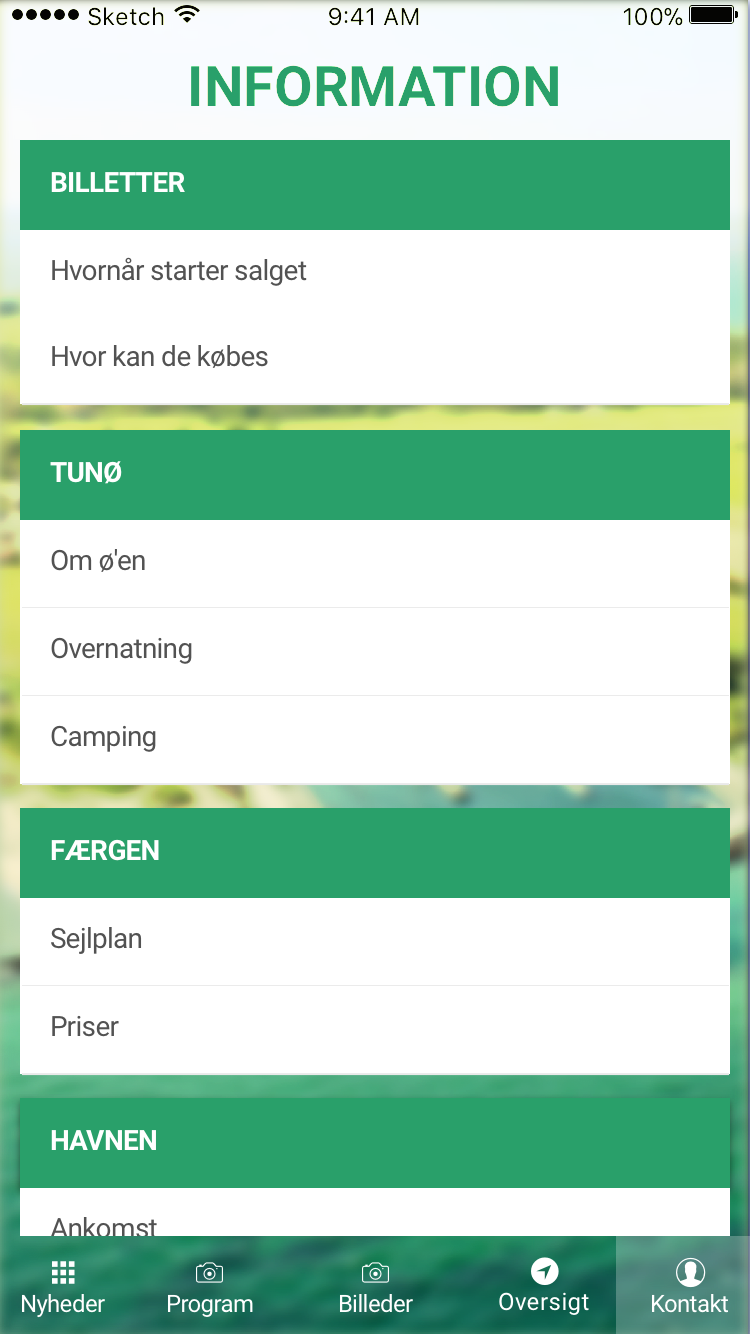 Sketch 9:41 AM 100%
INFORMATION
BILLETTER
Hvornår starter salget
Hvor kan de købes
TUNØ
Om ø'en
Overnatning
Camping
FÆRGEN
Sejlplan
Priser
HAVNEN
Ankomst
Nyheder Program Billeder Oversigt Kontakt